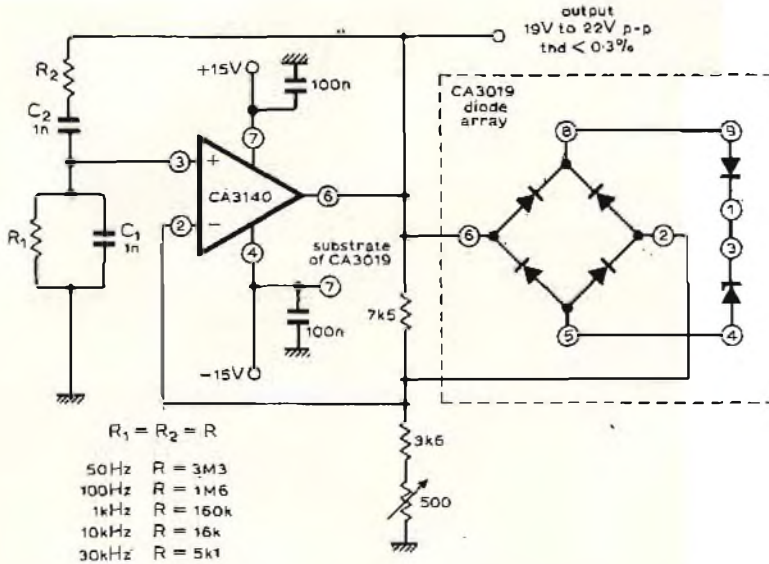 output
19V to 22V p-p
thd < 0·3%
R2
C2
1n
+15V
100n
CA3019
diode
array
7
8
9
3
+
CA3140
6
1
2
−
R1
C1
1n
4
substrate
of CA3019
7
6
2
3
100n
7k5
5
4
−15V
R1 = R2 = R
50Hz R = 3M3
100Hz R = 1M6
1kHz R = 160k
10kHz R = 16k
30kHz R = 5k1
3k6
500